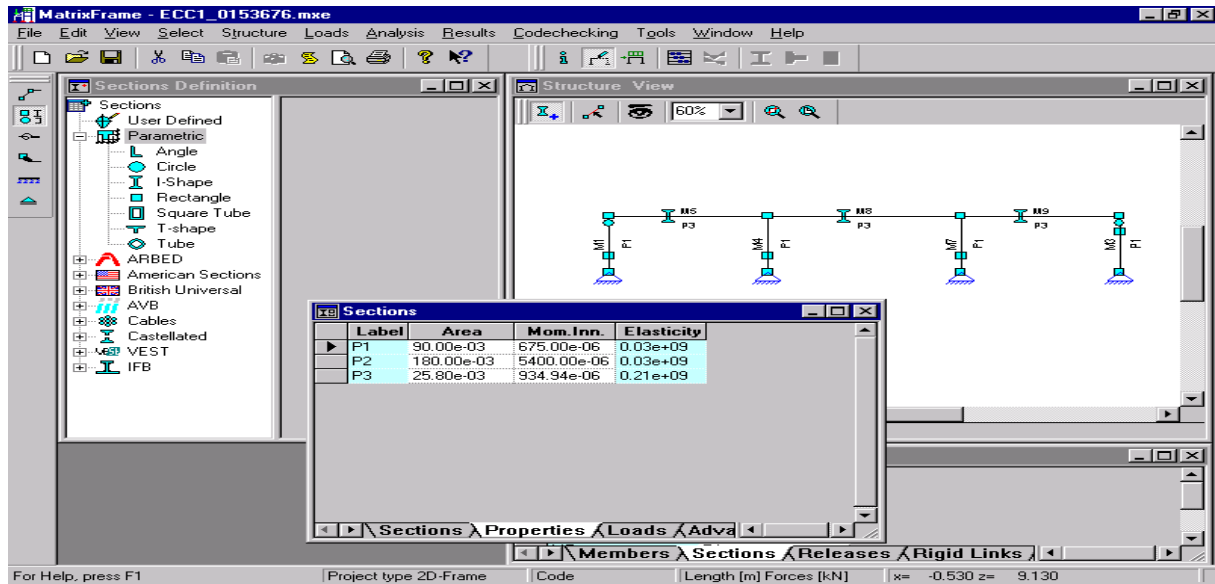 MatrixFrame - ECC1_0153676.mxe
File Edit View Select Structure Loads Analysis Results Codechecking Tools Window Help
Sections Definition
Sections
User Defined
Parametric
Angle
Circle
I-Shape
Rectangle
Square Tube
T-shape
Tube
ARBED
American Sections
British Universal
AVB
Cables
Castellated
VEST
IFB
Structure View
60%
M5 M8 M9
P3 P3 P3
M1 P1 M4 P1 M7 P1 M3 P1
Sections
Label Area Mom.Inn. Elasticity
P1 90.00e-03 675.00e-06 0.03e+09
P2 180.00e-03 5400.00e-06 0.03e+09
P3 25.80e-03 934.94e-06 0.21e+09
Sections Properties Loads Adva
Members Sections Releases Rigid Links
For Help, press F1 Project type 2D-Frame Code Length [m] Forces [kN] x= -0.530 z= 9.130